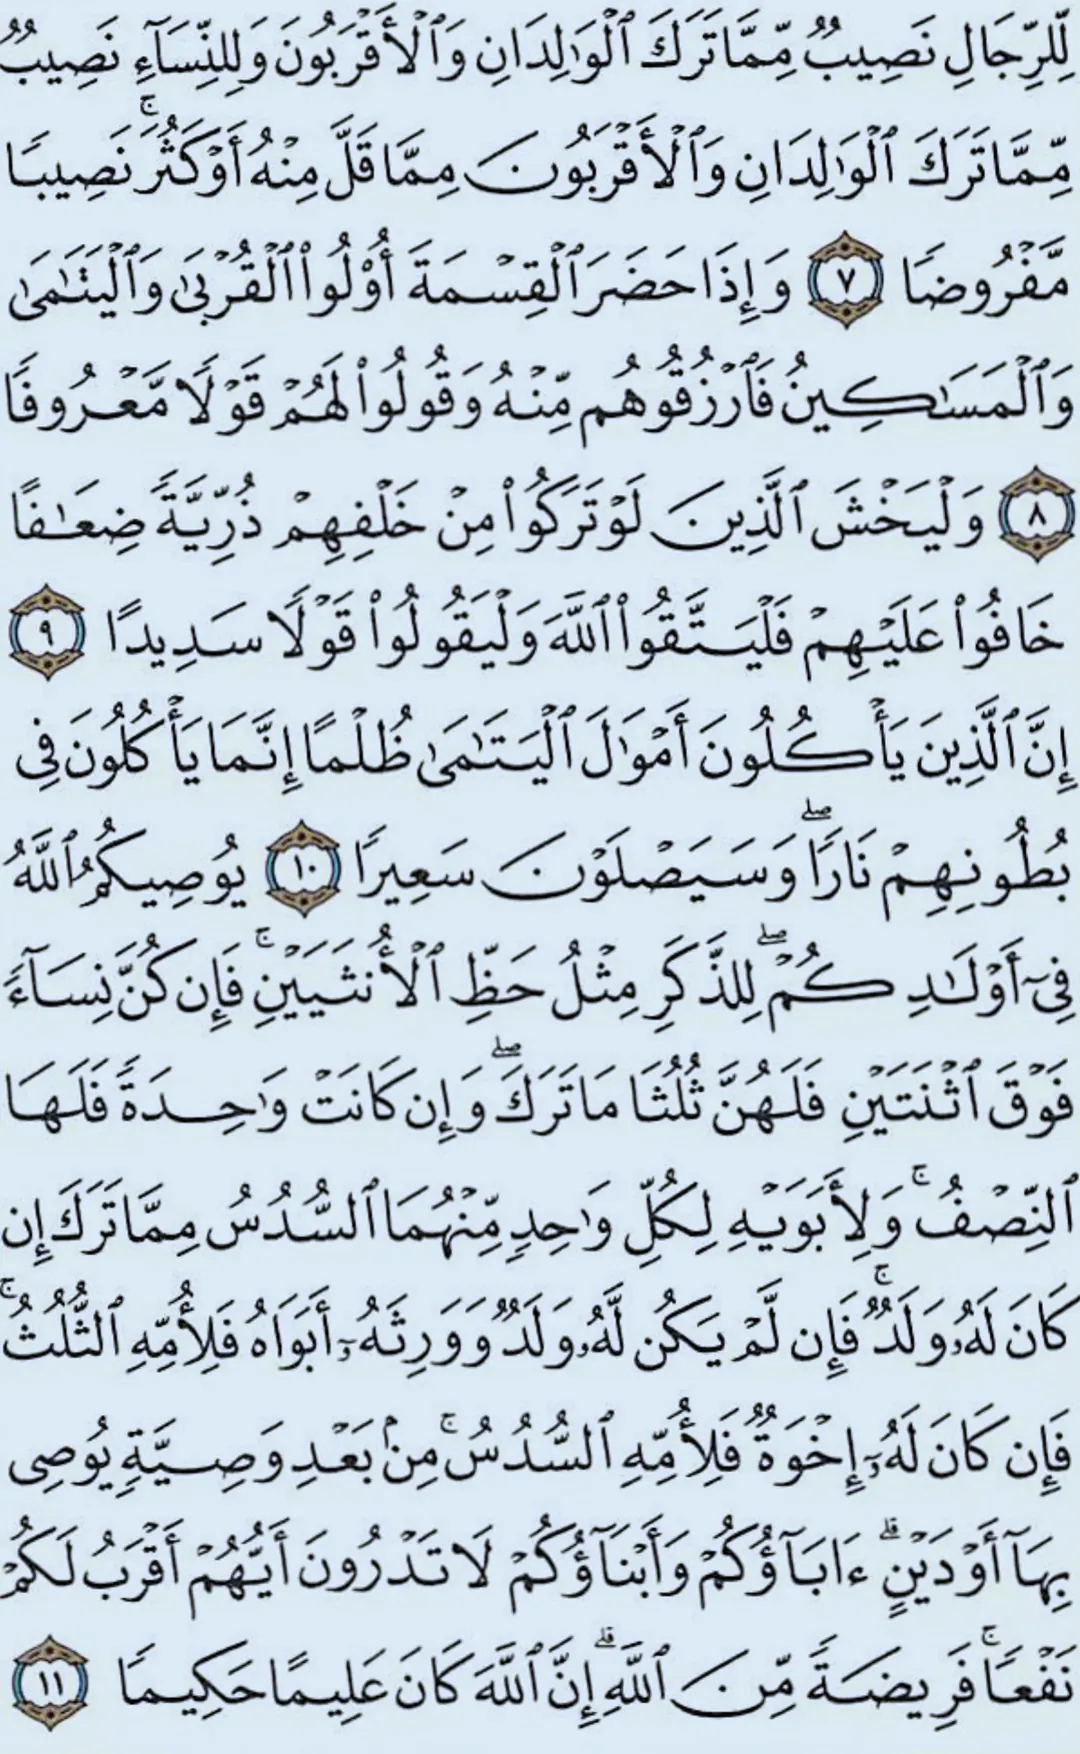 لِّلرِّجَالِ نَصِيبٌ مِّمَّا تَرَكَ ٱلْوَٰلِدَانِ وَٱلْأَقْرَبُونَ وَلِلنِّسَآءِ نَصِيبٌ
مِّمَّا تَرَكَ ٱلْوَٰلِدَانِ وَٱلْأَقْرَبُونَ مِمَّا قَلَّ مِنْهُ أَوْ كَثُرَ ۚ نَصِيبًا
مَّفْرُوضًا ٧ وَإِذَا حَضَرَ ٱلْقِسْمَةَ أُو۟لُوا۟ ٱلْقُرْبَىٰ وَٱلْيَتَٰمَىٰ
وَٱلْمَسَٰكِينُ فَٱرْزُقُوهُم مِّنْهُ وَقُولُوا۟ لَهُمْ قَوْلًا مَّعْرُوفًا
٨ وَلْيَخْشَ ٱلَّذِينَ لَوْ تَرَكُوا۟ مِنْ خَلْفِهِمْ ذُرِّيَّةً ضِعَٰفًا
خَافُوا۟ عَلَيْهِمْ فَلْيَتَّقُوا۟ ٱللَّهَ وَلْيَقُولُوا۟ قَوْلًا سَدِيدًا ٩
إِنَّ ٱلَّذِينَ يَأْكُلُونَ أَمْوَٰلَ ٱلْيَتَٰمَىٰ ظُلْمًا إِنَّمَا يَأْكُلُونَ فِى
بُطُونِهِمْ نَارًا ۖ وَسَيَصْلَوْنَ سَعِيرًا ١٠ يُوصِيكُمُ ٱللَّهُ
فِىٓ أَوْلَٰدِكُمْ ۖ لِلذَّكَرِ مِثْلُ حَظِّ ٱلْأُنثَيَيْنِ ۚ فَإِن كُنَّ نِسَآءً
فَوْقَ ٱثْنَتَيْنِ فَلَهُنَّ ثُلُثَا مَا تَرَكَ ۖ وَإِن كَانَتْ وَٰحِدَةً فَلَهَا
ٱلنِّصْفُ ۚ وَلِأَبَوَيْهِ لِكُلِّ وَٰحِدٍ مِّنْهُمَا ٱلسُّدُسُ مِمَّا تَرَكَ إِن
كَانَ لَهُۥ وَلَدٌ ۚ فَإِن لَّمْ يَكُن لَّهُۥ وَلَدٌ وَوَرِثَهُۥٓ أَبَوَاهُ فَلِأُمِّهِ ٱلثُّلُثُ ۚ
فَإِن كَانَ لَهُۥٓ إِخْوَةٌ فَلِأُمِّهِ ٱلسُّدُسُ ۚ مِنۢ بَعْدِ وَصِيَّةٍ يُوصِى
بِهَآ أَوْ دَيْنٍ ۗ ءَابَآؤُكُمْ وَأَبْنَآؤُكُمْ لَا تَدْرُونَ أَيُّهُمْ أَقْرَبُ لَكُمْ
نَفْعًا ۚ فَرِيضَةً مِّنَ ٱللَّهِ ۗ إِنَّ ٱللَّهَ كَانَ عَلِيمًا حَكِيمًا ١١